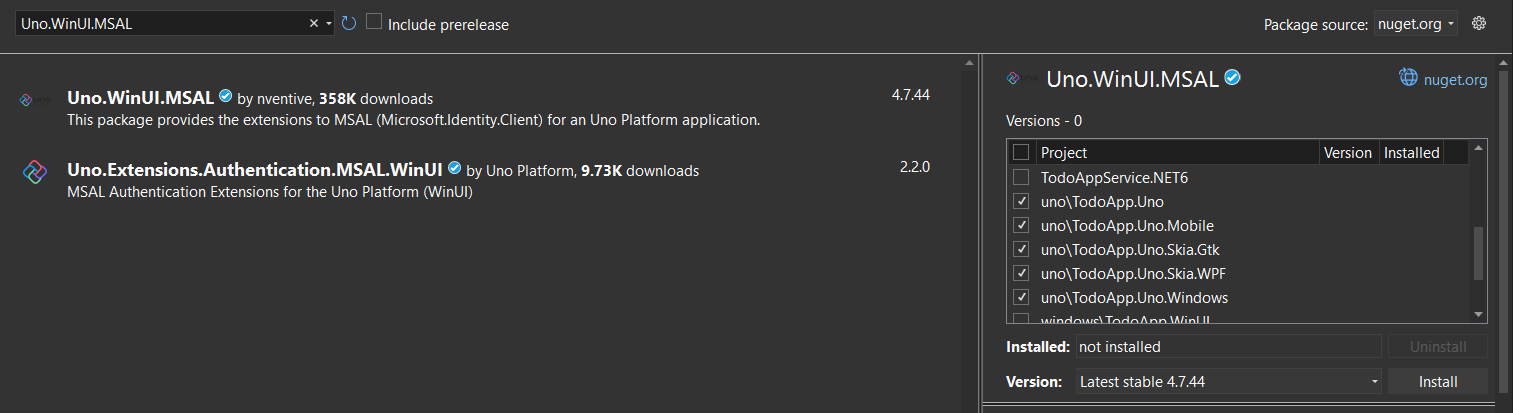 Uno.WinUI.MSAL
Include prerelease
Package source: nuget.org
Uno.WinUI.MSAL by nventive, 358K downloads 4.7.44
This package provides the extensions to MSAL (Microsoft.Identity.Client) for an Uno Platform application.
Uno.Extensions.Authentication.MSAL.WinUI by Uno Platform, 9.73K downloads 2.2.0
MSAL Authentication Extensions for the Uno Platform (WinUI)
Uno.WinUI.MSAL nuget.org
Versions - 0
Project Version Installed
TodoAppService.NET6
uno\TodoApp.Uno
uno\TodoApp.Uno.Mobile
uno\TodoApp.Uno.Skia.Gtk
uno\TodoApp.Uno.Skia.WPF
uno\TodoApp.Uno.Windows
windows\TodoApp.WinUI
Installed: not installed Uninstall
Version: Latest stable 4.7.44 Install